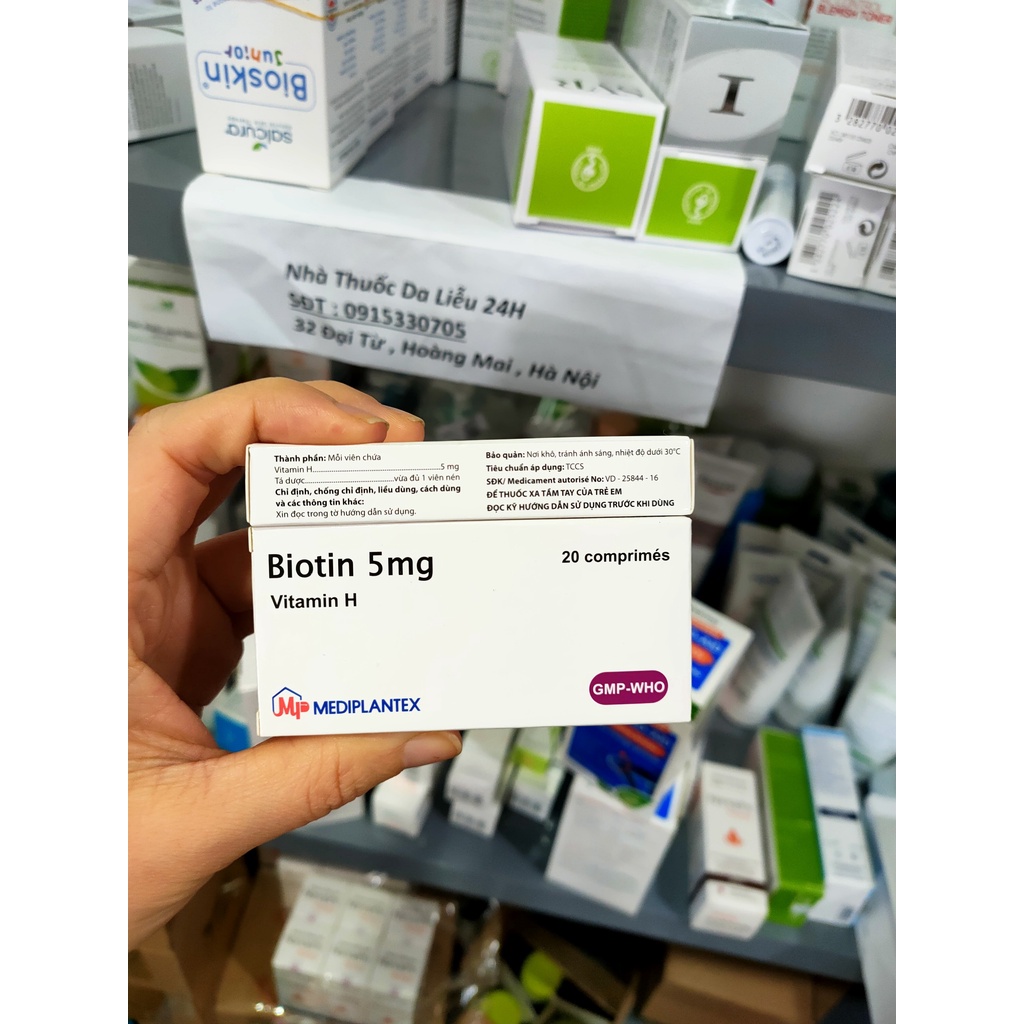 Bioskin
Junior
salcura
BLEMISH TONER
I
Nhà Thuốc Da Liễu 24H
SĐT : 0915330705
32 Đại Từ , Hoàng Mai , Hà Nội
Thành phần: Mỗi viên chứa
Vitamin H...........................................5 mg
Tá dược..............................vừa đủ 1 viên nén
Chỉ định, chống chỉ định, liều dùng, cách dùng
và các thông tin khác:
Xin đọc trong tờ hướng dẫn sử dụng.
Bảo quản: Nơi khô, tránh ánh sáng, nhiệt độ dưới 30°C
Tiêu chuẩn áp dụng: TCCS
SĐK/ Medicament autorisé No: VD - 25844 - 16
ĐỂ THUỐC XA TẦM TAY CỦA TRẺ EM
ĐỌC KỸ HƯỚNG DẪN SỬ DỤNG TRƯỚC KHI DÙNG
Biotin 5mg
20 comprimés
Vitamin H
MP MEDIPLANTEX
GMP-WHO